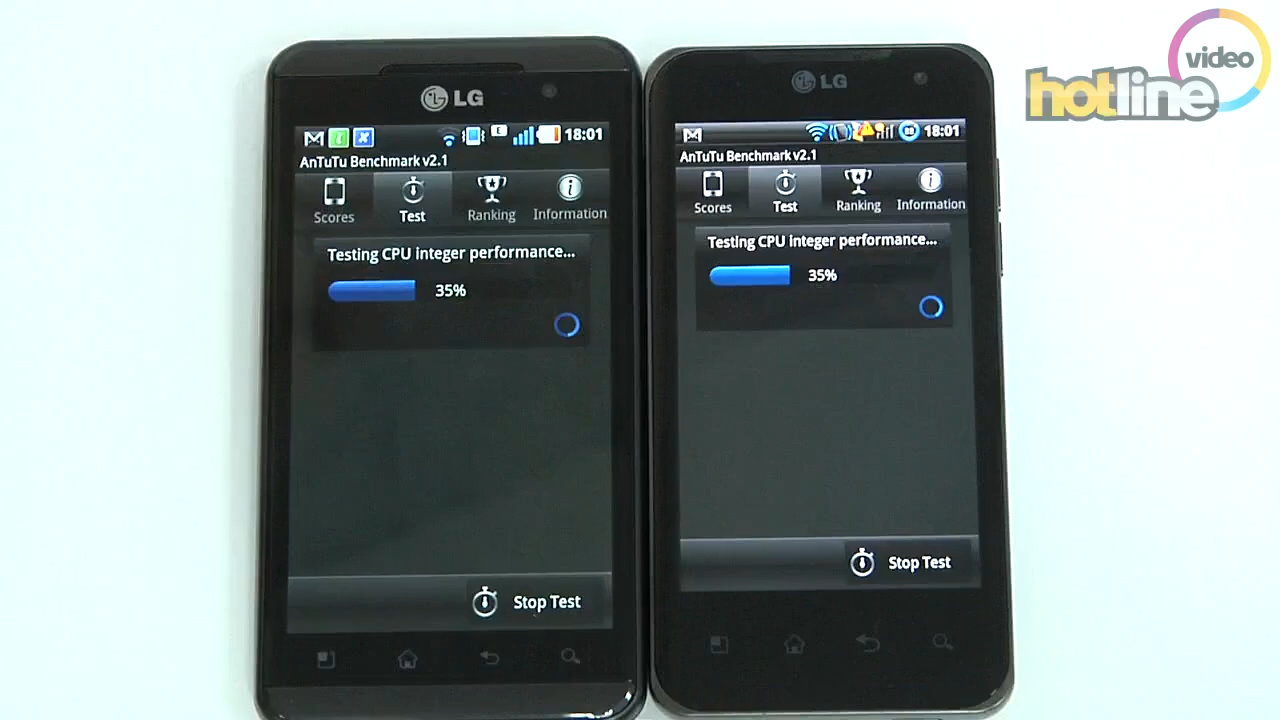 video
hotline
LG
18:01
AnTuTu Benchmark v2.1
Scores
Test
Ranking
Information
Testing CPU integer performance...
35%
Stop Test
LG
18:01
AnTuTu Benchmark v2.1
Scores
Test
Ranking
Information
Testing CPU integer performance...
35%
Stop Test